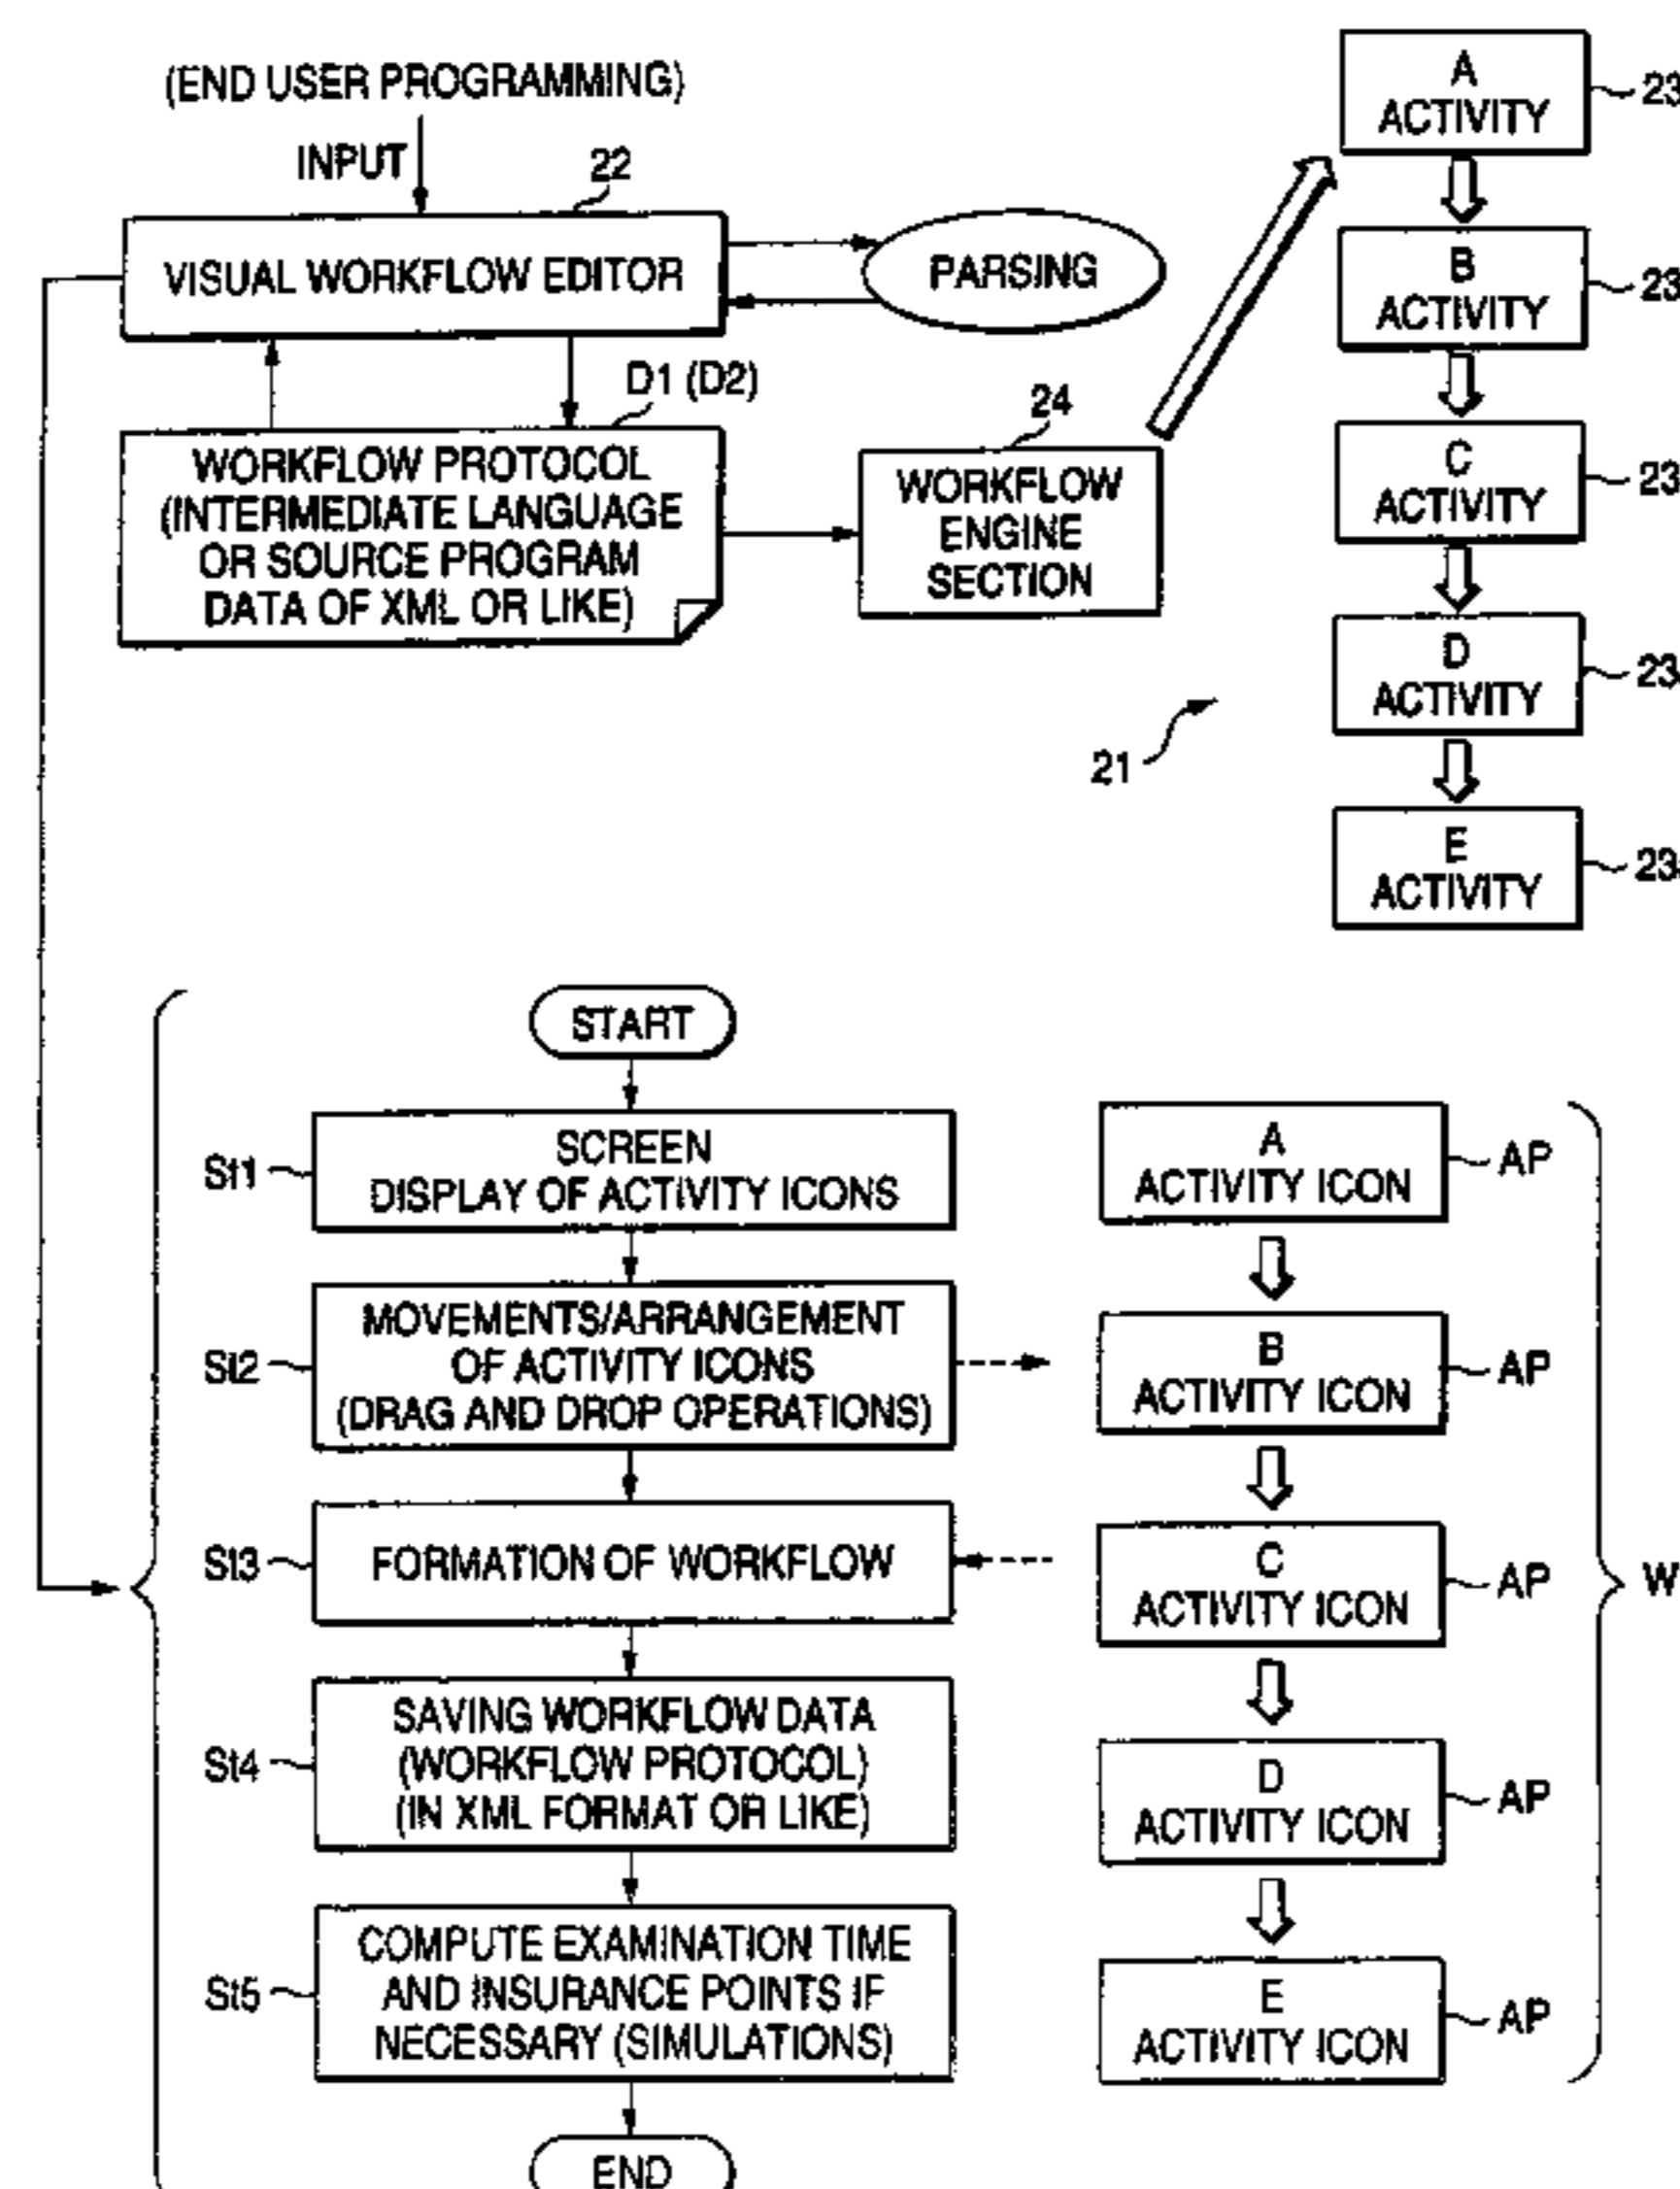 (END USER PROGRAMMING)
INPUT
22
VISUAL WORKFLOW EDITOR
PARSING
D1 (D2)
WORKFLOW PROTOCOL
(INTERMEDIATE LANGUAGE
OR SOURCE PROGRAM
DATA OF XML OR LIKE)
24
WORKFLOW
ENGINE
SECTION
A
ACTIVITY
23
B
ACTIVITY
23
C
ACTIVITY
23
D
ACTIVITY
23
E
ACTIVITY
23
21
START
St1
SCREEN
DISPLAY OF ACTIVITY ICONS
St2
MOVEMENTS/ARRANGEMENT
OF ACTIVITY ICONS
(DRAG AND DROP OPERATIONS)
St3
FORMATION OF WORKFLOW
St4
SAVING WORKFLOW DATA
(WORKFLOW PROTOCOL)
(IN XML FORMAT OR LIKE)
St5
COMPUTE EXAMINATION TIME
AND INSURANCE POINTS IF
NECESSARY (SIMULATIONS)
END
A
ACTIVITY ICON
AP
B
ACTIVITY ICON
AP
C
ACTIVITY ICON
AP
D
ACTIVITY ICON
AP
E
ACTIVITY ICON
AP
W